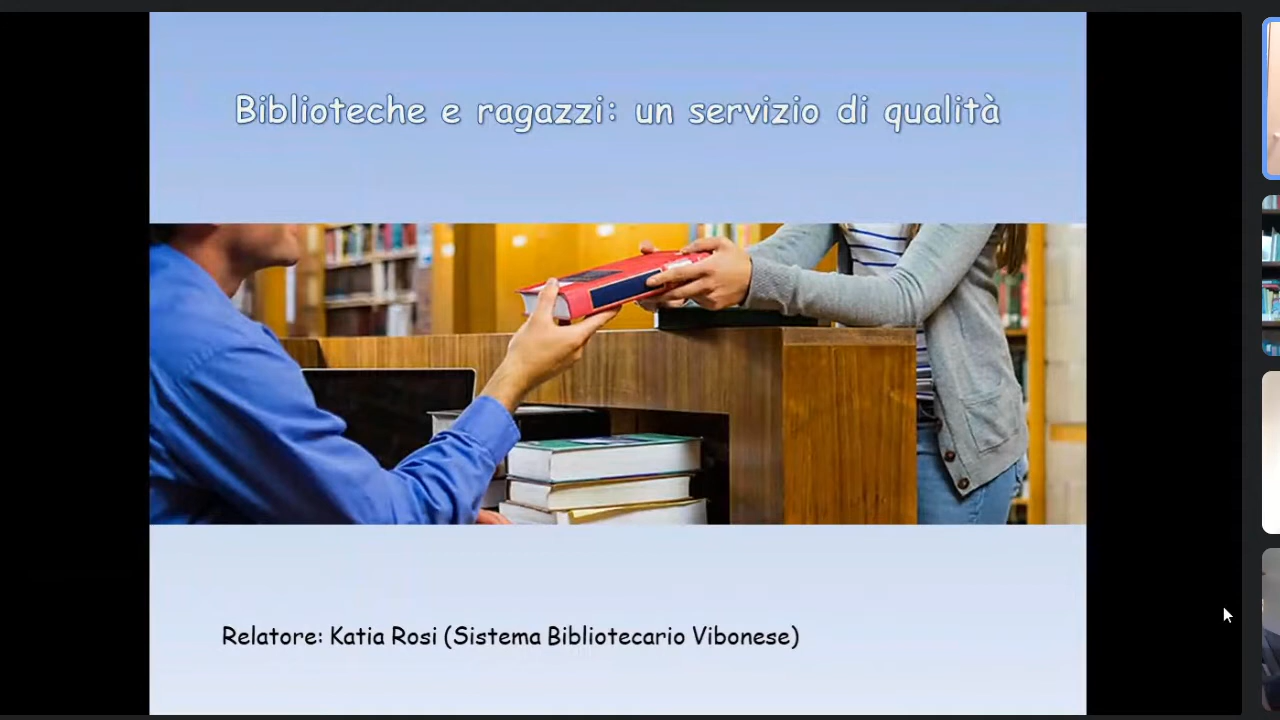 Biblioteche e ragazzi: un servizio di qualità
Relatore: Katia Rosi (Sistema Bibliotecario Vibonese)